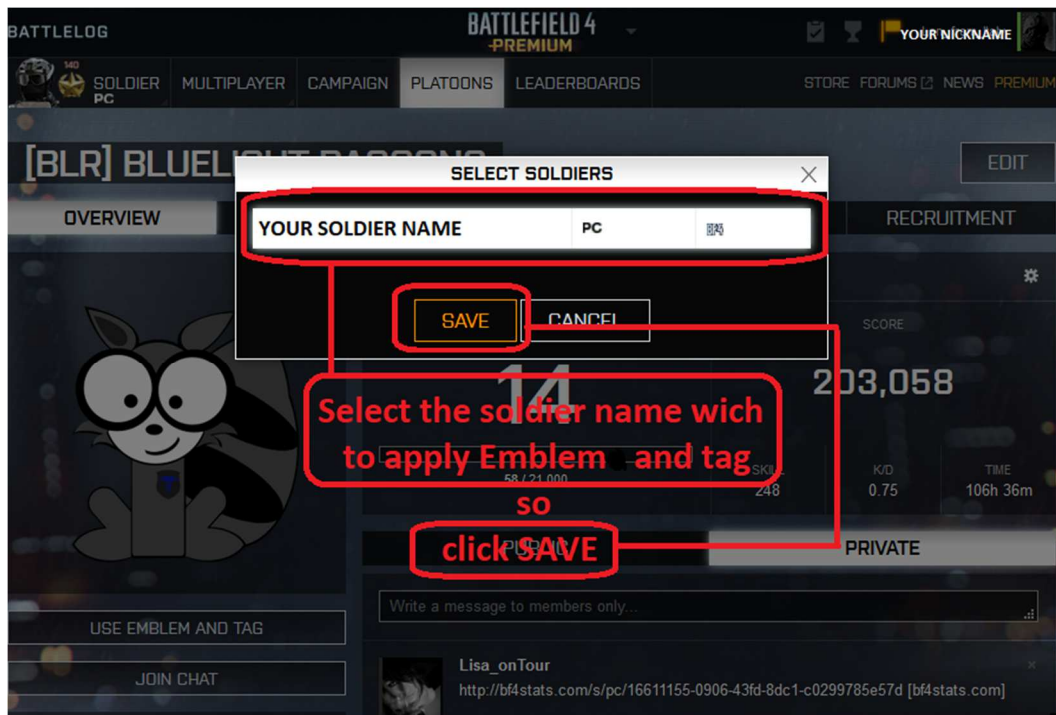 BATTLELOG
BATTLEFIELD 4
PREMIUM
YOUR NICKNAME
140
SOLDIER
PC
MULTIPLAYER
CAMPAIGN
PLATOONS
LEADERBOARDS
STORE
FORUMS
NEWS
PREMIUM
[BLR]
EDIT
SELECT SOLDIERS
OVERVIEW
RECRUITMENT
YOUR SOLDIER NAME
PC
BF4
SAVE
CANCEL
SCORE
14
203,058
Select the soldier name wich
to apply Emblem and tag
58 / 21,000
SKILL
248
K/D
0.75
TIME
106h 36m
so
click SAVE
PUBLIC
PRIVATE
Write a message to members only...
USE EMBLEM AND TAG
JOIN CHAT
Lisa_onTour
http://bf4stats.com/s/pc/16611155-0906-43fd-8dc1-c0299785e57d [bf4stats.com]